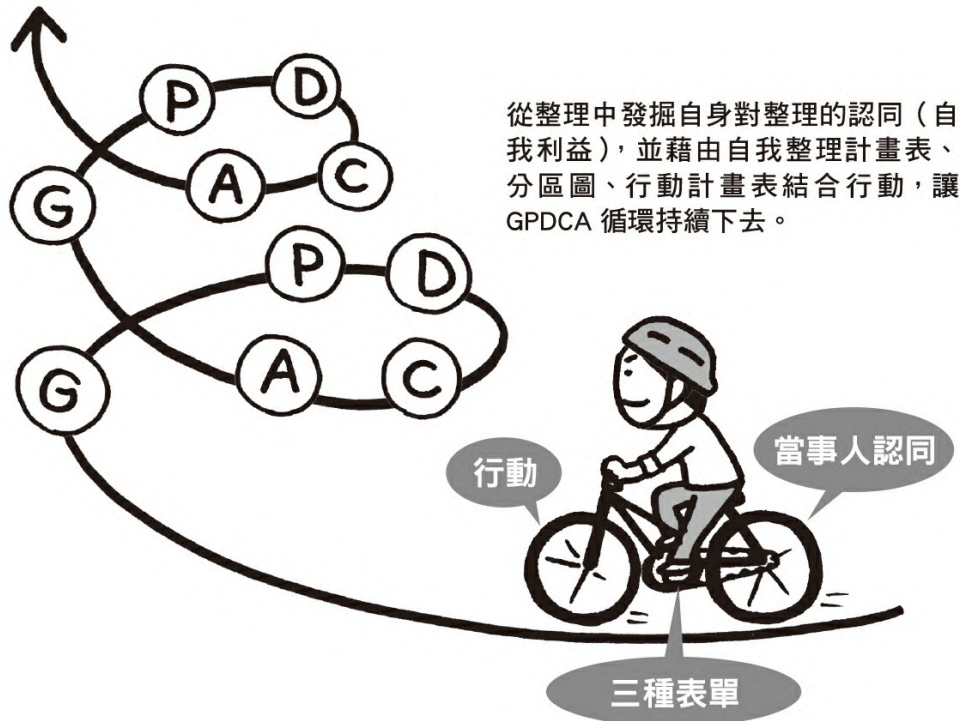 P
D
從整理中發掘自身對整理的認同（自
我利益），並藉由自我整理計畫表、
分區圖、行動計畫表結合行動，讓
GPDCA 循環持續下去。
G
A
C
P
D
G
A
C
行動
當事人認同
三種表單